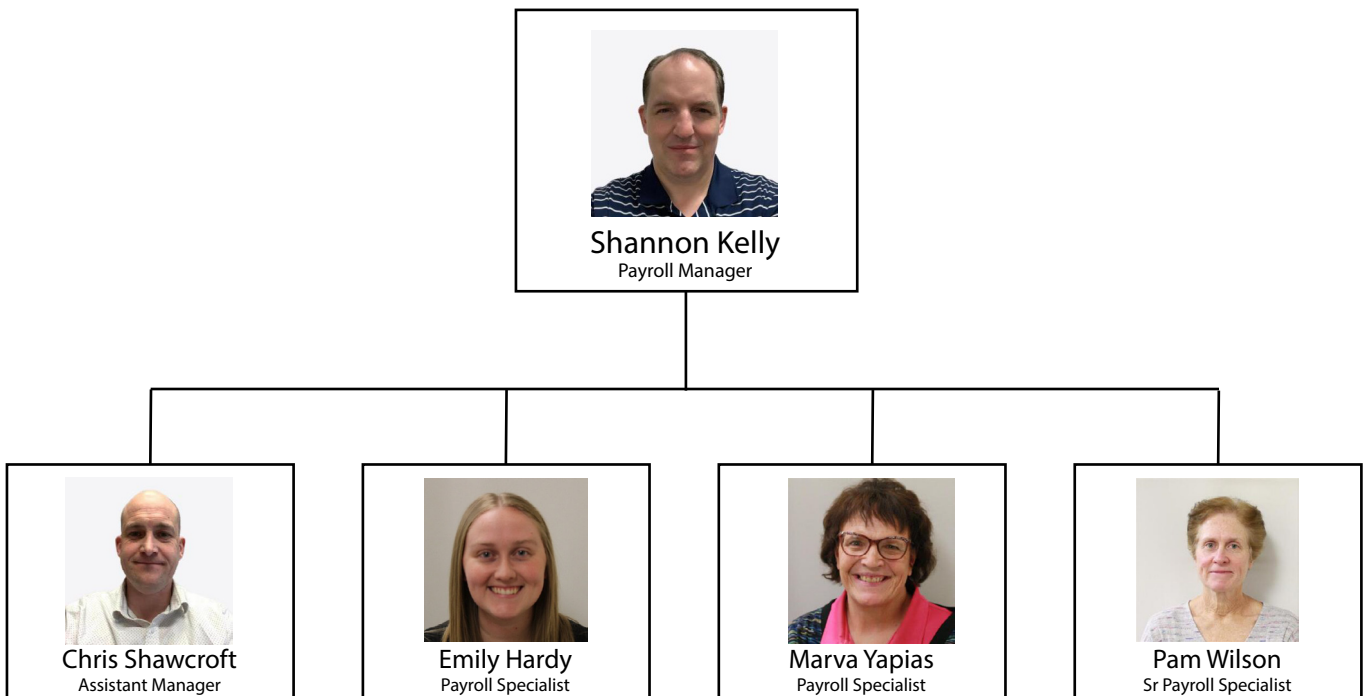 Shannon Kelly
Payroll Manager
Chris Shawcroft
Assistant Manager
Emily Hardy
Payroll Specialist
Marva Yapias
Payroll Specialist
Pam Wilson
Sr Payroll Specialist